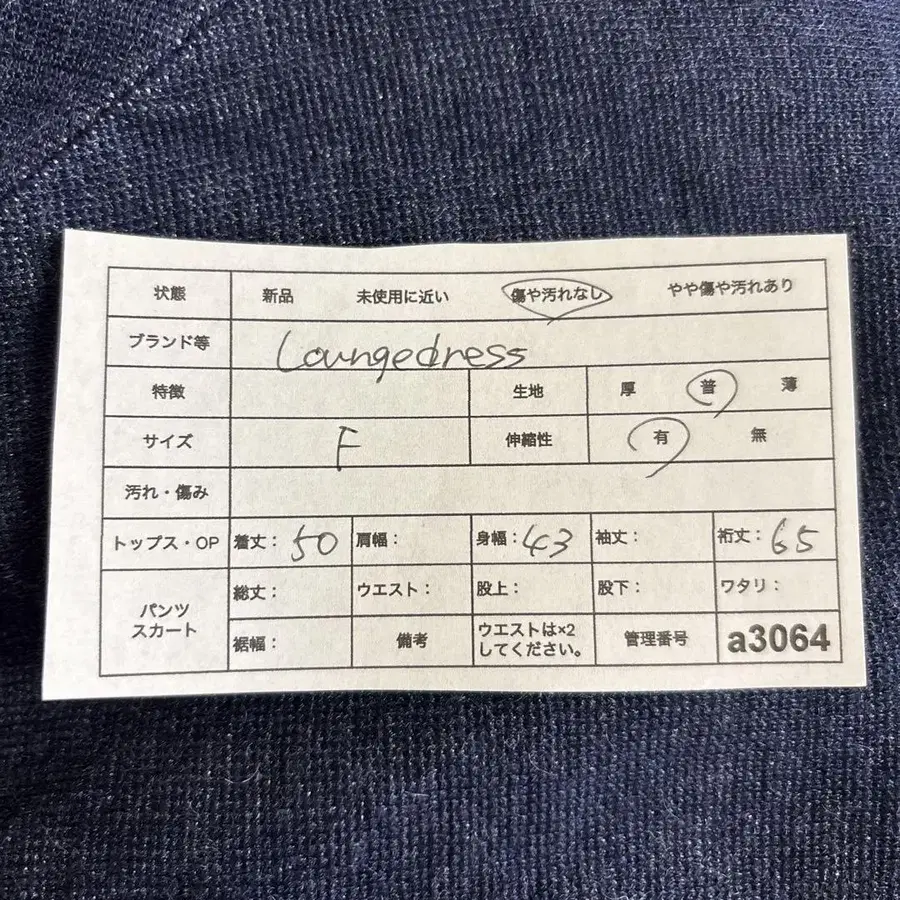 状態 新品 未使用に近い 傷や汚れなし やや傷や汚れあり
ブランド等 Loungedress
特徴 生地 厚 普 薄
サイズ F 伸縮性 有 無
汚れ・傷み
トップス・OP 着丈: 50 肩幅: 身幅: 43 袖丈: 裄丈: 65
パンツ
スカート
総丈: ウエスト: 股上: 股下: ワタリ:
裾幅: 備考 ウエストは×2
してください。 管理番号 a3064